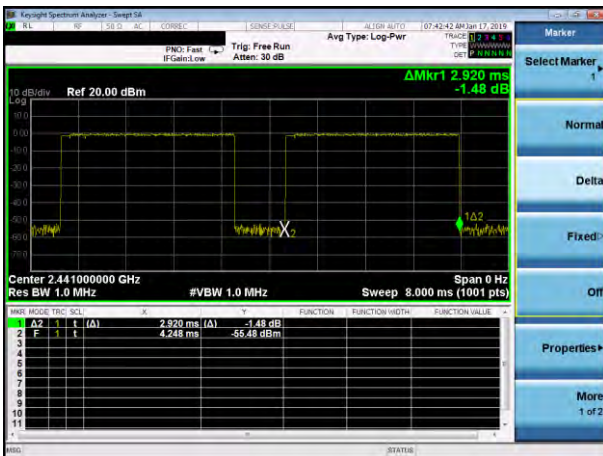 Keysight Spectrum Analyzer - Swept SA
RL RF 50 Ω AC CORREC SENSE:PULSE ALIGN AUTO 07:42:42 AM Jan 17, 2019
PNO: Fast Trig: Free Run Avg Type: Log-Pwr TRACE 1 2 3 4 5 6
IFGain:Low Atten: 30 dB TYPE WWWWWW
DET P N N N N N
ΔMkr1 2.920 ms
-1.48 dB
10 dB/div Ref 20.00 dBm
Log
10.0
0.00
-10.0
-20.0
-30.0
-40.0
-50.0
-60.0
-70.0
X2
1Δ2
Center 2.441000000 GHz Span 0 Hz
Res BW 1.0 MHz #VBW 1.0 MHz Sweep 8.000 ms (1001 pts)
MKR MODE TRC SCL X Y FUNCTION FUNCTION WIDTH FUNCTION VALUE
1 Δ2 1 t (Δ) 2.920 ms (Δ) -1.48 dB
2 F 1 t 4.248 ms -55.48 dBm
3
4
5
6
7
8
9
10
11
MSG STATUS
Marker
Select Marker
1
Normal
Delta
Fixed
Off
Properties
More
1 of 2